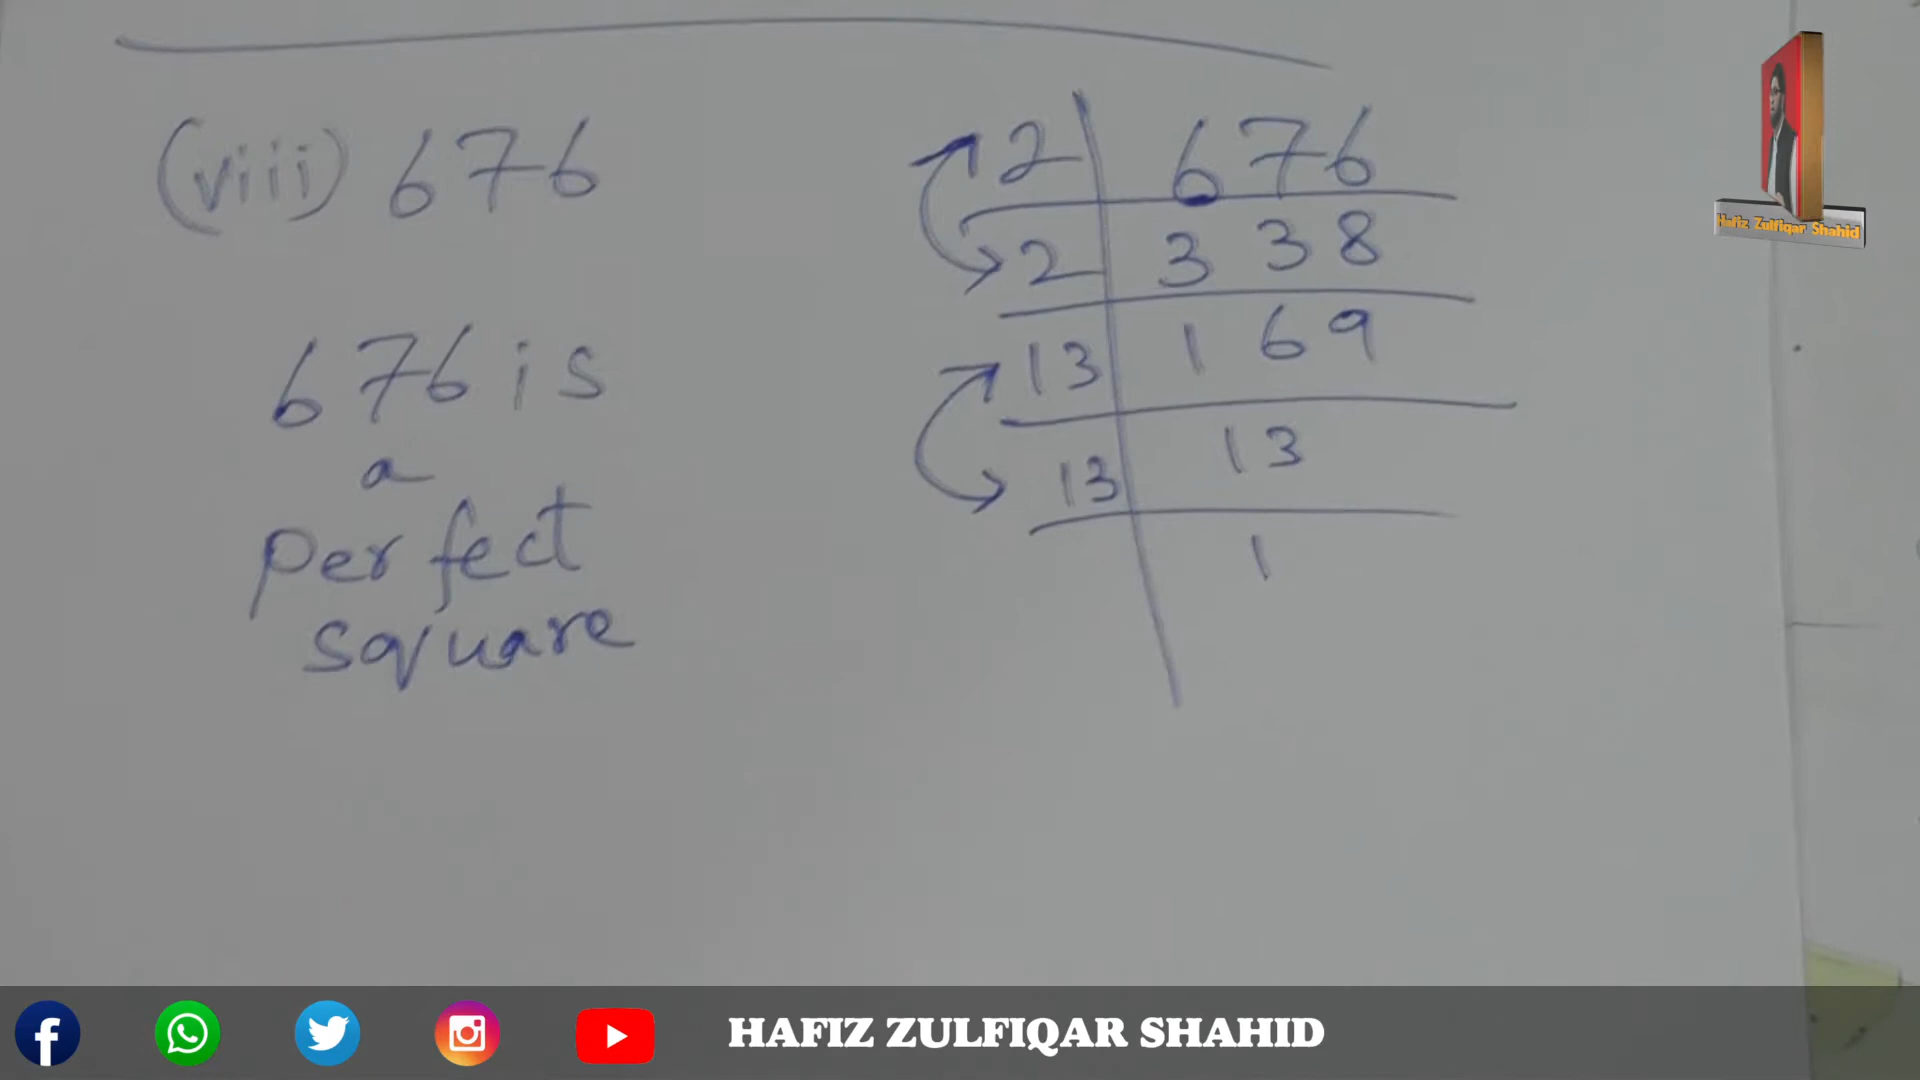 (viii) 676
676 is
a
perfect
square
2 | 676
2 | 338
13 | 169
13 | 13
1
Hafiz Zulfiqar Shahid
HAFIZ ZULFIQAR SHAHID